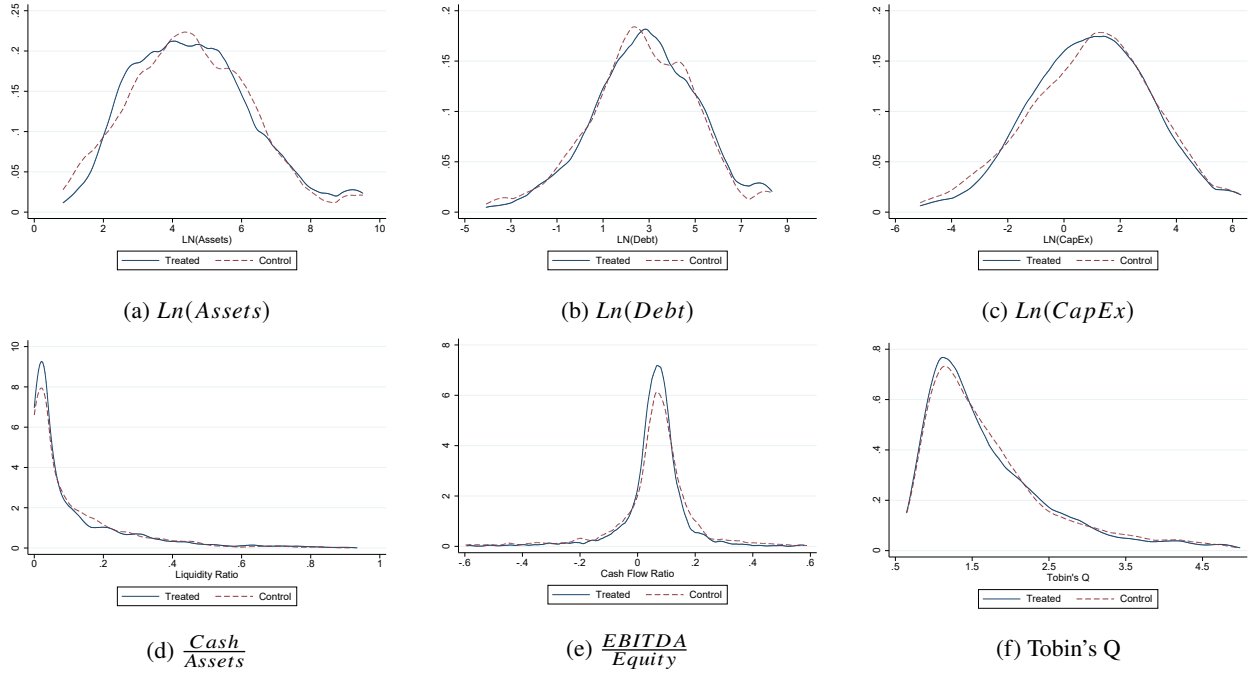 .25
.2
.15
.1
.05
0
0 2 4 6 8 10
LN(Assets)
Treated Control
(a) Ln(Assets)
.2
.15
.1
.05
0
-5 -3 -1 1 3 5 7 9
LN(Debt)
Treated Control
(b) Ln(Debt)
.2
.15
.1
.05
0
-6 -4 -2 0 2 4 6
LN(CapEx)
Treated Control
(c) Ln(CapEx)
10
8
6
4
2
0
0 .2 .4 .6 .8 1
Liquidity Ratio
Treated Control
(d) Cash
Assets
8
6
4
2
0
-.6 -.4 -.2 0 .2 .4 .6
Cash Flow Ratio
Treated Control
(e) EBITDA
Equity
.8
.6
.4
.2
0
.5 1.5 2.5 3.5 4.5
Tobin's Q
Treated Control
(f) Tobin's Q